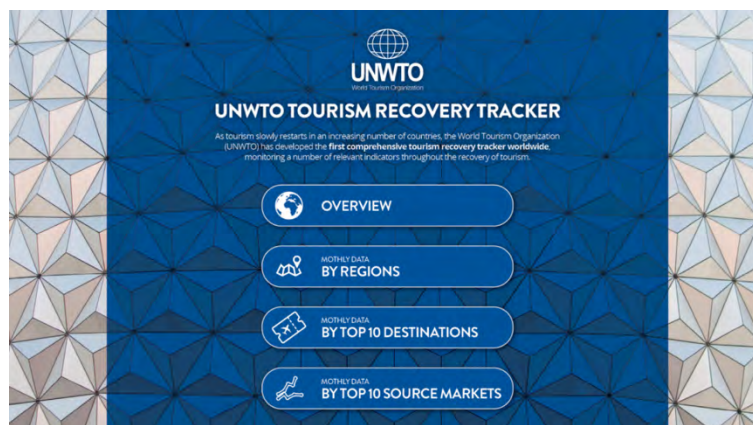 UNWTO
World Tourism Organization
UNWTO TOURISM RECOVERY TRACKER
As tourism slowly restarts in an increasing number of countries, the World Tourism Organization
(UNWTO) has developed the first comprehensive tourism recovery tracker worldwide,
monitoring a number of relevant indicators throughout the recovery of tourism.
OVERVIEW
MOTHLY DATA
BY REGIONS
MOTHLY DATA
BY TOP 10 DESTINATIONS
MOTHLY DATA
BY TOP 10 SOURCE MARKETS